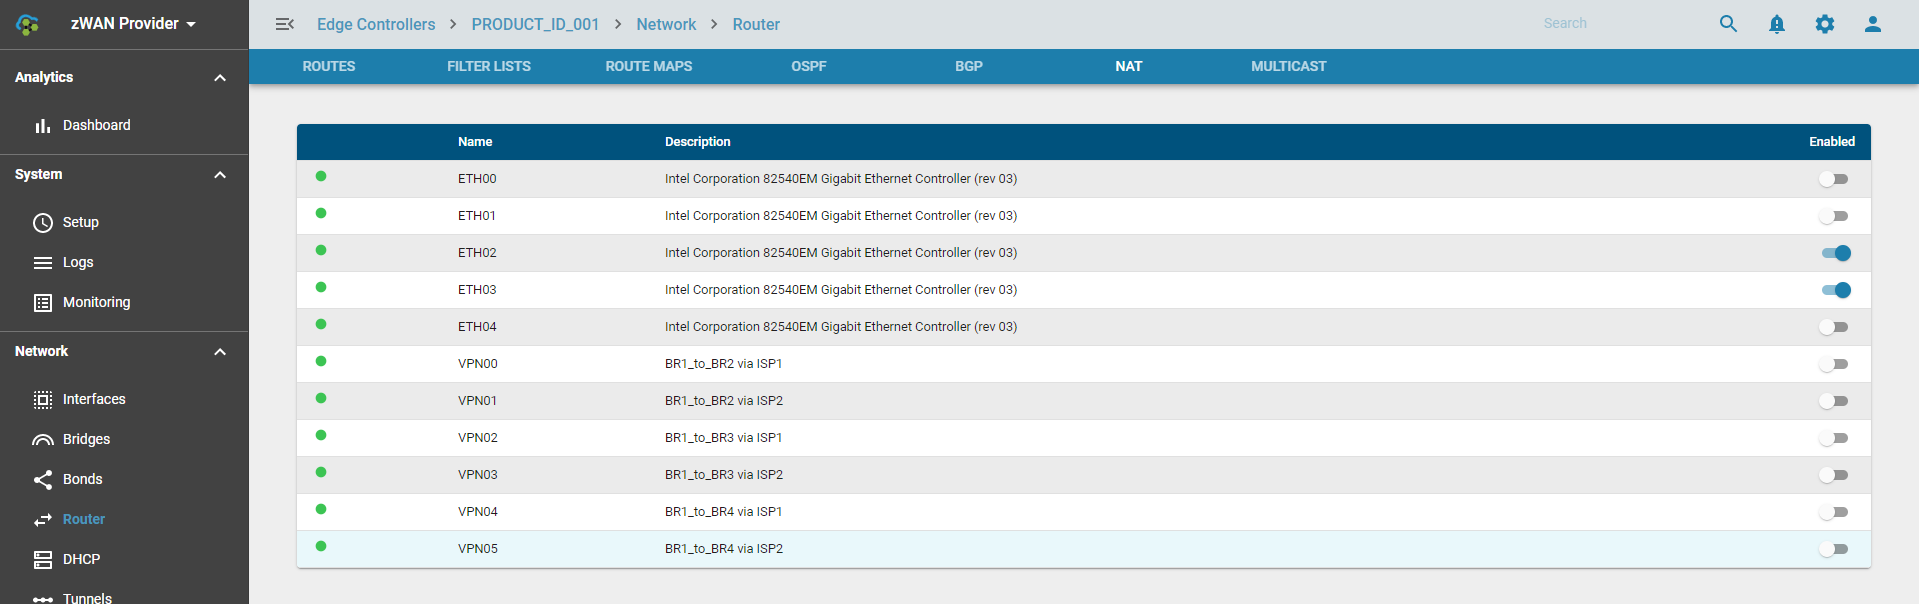 zWAN Provider
Edge Controllers > PRODUCT_ID_001 > Network > Router
Search
Analytics
Dashboard
System
Setup
Logs
Monitoring
Network
Interfaces
Bridges
Bonds
Router
DHCP
Tunnels
ROUTES FILTER LISTS ROUTE MAPS OSPF BGP NAT MULTICAST
Name Description Enabled
ETH00 Intel Corporation 82540EM Gigabit Ethernet Controller (rev 03)
ETH01 Intel Corporation 82540EM Gigabit Ethernet Controller (rev 03)
ETH02 Intel Corporation 82540EM Gigabit Ethernet Controller (rev 03)
ETH03 Intel Corporation 82540EM Gigabit Ethernet Controller (rev 03)
ETH04 Intel Corporation 82540EM Gigabit Ethernet Controller (rev 03)
VPN00 BR1_to_BR2 via ISP1
VPN01 BR1_to_BR2 via ISP2
VPN02 BR1_to_BR3 via ISP1
VPN03 BR1_to_BR3 via ISP2
VPN04 BR1_to_BR4 via ISP1
VPN05 BR1_to_BR4 via ISP2